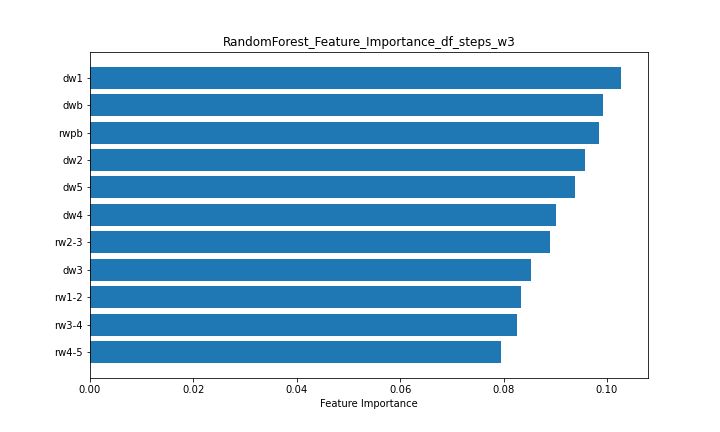 RandomForest_Feature_Importance_df_steps_w3
dw1
dwb
rwpb
dw2
dw5
dw4
rw2-3
dw3
rw1-2
rw3-4
rw4-5
0.00 0.02 0.04 0.06 0.08 0.10
Feature Importance